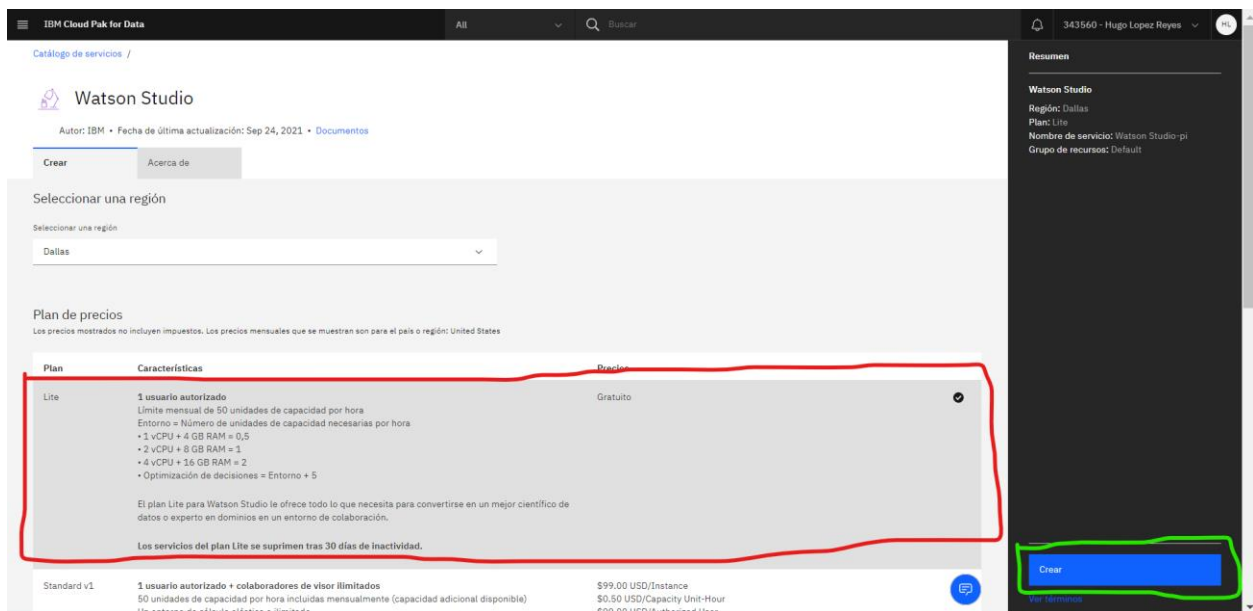 IBM Cloud Pak for Data
All
Buscar
343560 - Hugo Lopez Reyes
HL
Catálogo de servicios /
Watson Studio
Autor: IBM • Fecha de última actualización: Sep 24, 2021 • Documentos
Crear
Acerca de
Seleccionar una región
Seleccionar una región
Dallas
Plan de precios
Los precios mostrados no incluyen impuestos. Los precios mensuales que se muestran son para el país o región: United States
Plan
Características
Precios
Lite
1 usuario autorizado
Límite mensual de 50 unidades de capacidad por hora
Entorno = Número de unidades de capacidad necesarias por hora
• 1 vCPU + 4 GB RAM = 0,5
• 2 vCPU + 8 GB RAM = 1
• 4 vCPU + 16 GB RAM = 2
• Optimización de decisiones = Entorno + 5
El plan Lite para Watson Studio le ofrece todo lo que necesita para convertirse en un mejor científico de
datos o experto en dominios en un entorno de colaboración.
Los servicios del plan Lite se suprimen tras 30 días de inactividad.
Gratuito
Standard v1
1 usuario autorizado + colaboradores de visor ilimitados
50 unidades de capacidad por hora incluidas mensualmente (capacidad adicional disponible)
$99.00 USD/Instance
$0.50 USD/Capacity Unit-Hour
Resumen
Watson Studio
Región: Dallas
Plan: Lite
Nombre de servicio: Watson Studio-pi
Grupo de recursos: Default
Crear
Ver términos